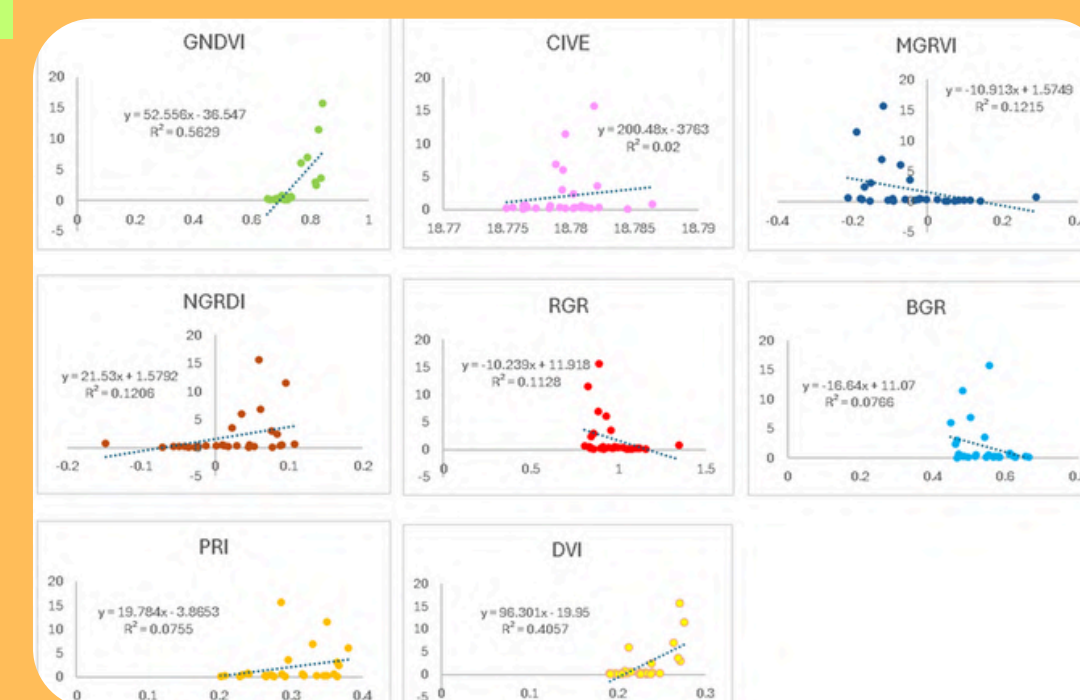 GNDVI
20
15
10
5
0
-5
y = 52.556x - 36.547
R² = 0.5629
0 0.2 0.4 0.6 0.8 1
CIVE
20
15
10
5
0
y = 200.48x - 3763
R² = 0.02
18.77 18.775 18.78 18.785 18.79
MGRVI
20
15
10
5
0
-5
y = -10.913x + 1.5749
R² = 0.1215
-0.4 -0.2 0 0.2
NGRDI
20
15
10
5
0
-5
y = 21.53x + 1.5792
R² = 0.1206
-0.2 -0.1 0 0.1 0.2
RGR
20
15
10
5
0
-5
y = -10.239x + 11.918
R² = 0.1128
0 0.5 1 1.5
BGR
20
15
10
5
0
y = -16.64x + 11.07
R² = 0.0766
0 0.2 0.4 0.6
PRI
20
15
10
5
0
y = 19.784x - 3.8653
R² = 0.0755
0 0.1 0.2 0.3 0.4
DVI
20
15
10
5
0
-5
y = 96.301x - 19.95
R² = 0.4057
0 0.1 0.2 0.3